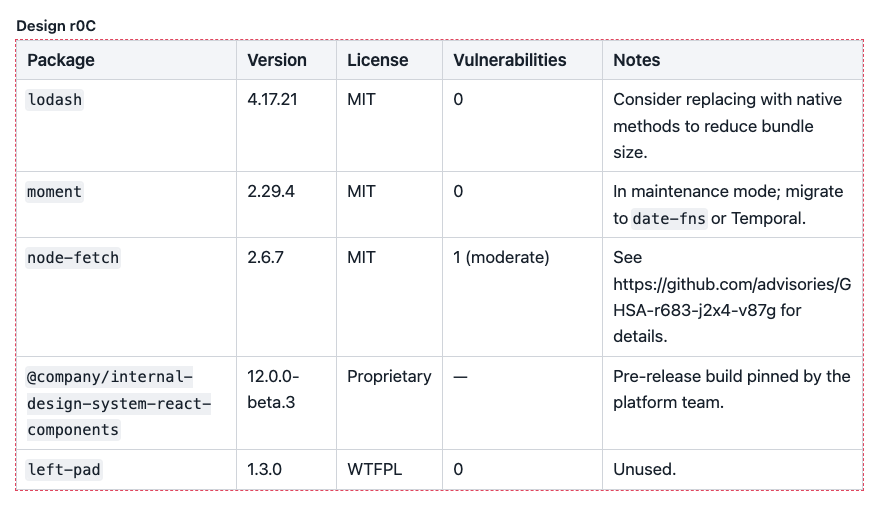 Design r0C
Package Version License Vulnerabilities Notes
lodash 4.17.21 MIT 0 Consider replacing with native
methods to reduce bundle
size.
moment 2.29.4 MIT 0 In maintenance mode; migrate
to date-fns or Temporal.
node-fetch 2.6.7 MIT 1 (moderate) See
https://github.com/advisories/G
HSA-r683-j2x4-v87g for
details.
@company/internal- 12.0.0- Proprietary — Pre-release build pinned by the
design-system-react- beta.3 platform team.
components
left-pad 1.3.0 WTFPL 0 Unused.